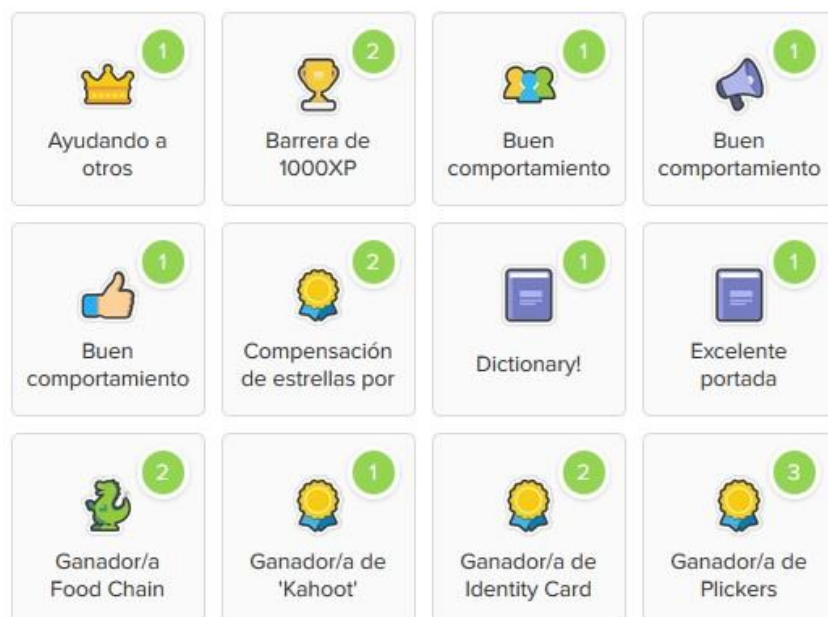 1
2
1
1
Ayudando a
otros
Barrera de
1000XP
Buen
comportamiento
Buen
comportamiento
1
2
1
1
Buen
comportamiento
Compensación
de estrellas por
Dictionary!
Excelente
portada
2
1
2
3
Ganador/a
Food Chain
Ganador/a de
'Kahoot'
Ganador/a de
Identity Card
Ganador/a de
Plickers